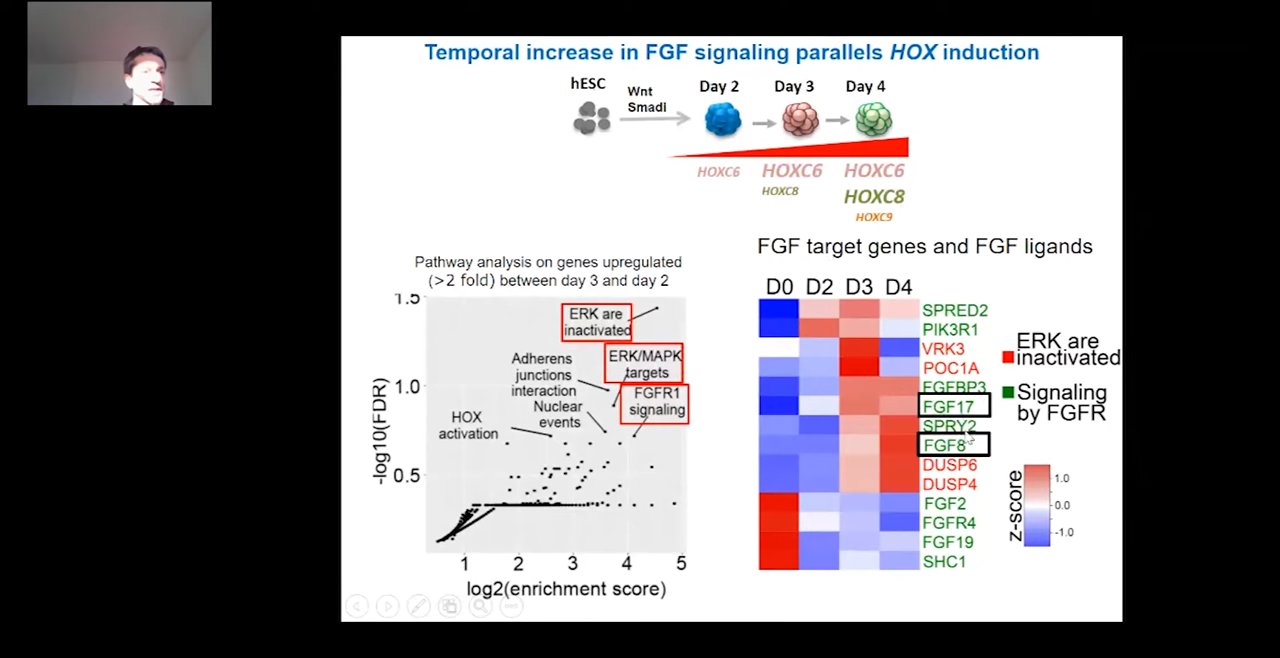 Temporal increase in FGF signaling parallels HOX induction
hESC
Wnt
Smadi
Day 2
Day 3
Day 4
HOXC6
HOXC6
HOXC8
HOXC6
HOXC8
HOXC9
Pathway analysis on genes upregulated
(>2 fold) between day 3 and day 2
1.5
1.0
0.5
-log10(FDR)
ERK are
inactivated
ERK/MAPK
targets
Adherens
junctions
interaction
FGFR1
signaling
Nuclear
events
HOX
activation
1 2 3 4 5
log2(enrichment score)
FGF target genes and FGF ligands
D0 D2 D3 D4
SPRED2
PIK3R1
VRK3
POC1A
FGFBP3
FGF17
SPRY2
FGF8
DUSP6
DUSP4
FGF2
FGFR4
FGF19
SHC1
ERK are
inactivated
Signaling
by FGFR
z-score
1.0
0.0
-1.0